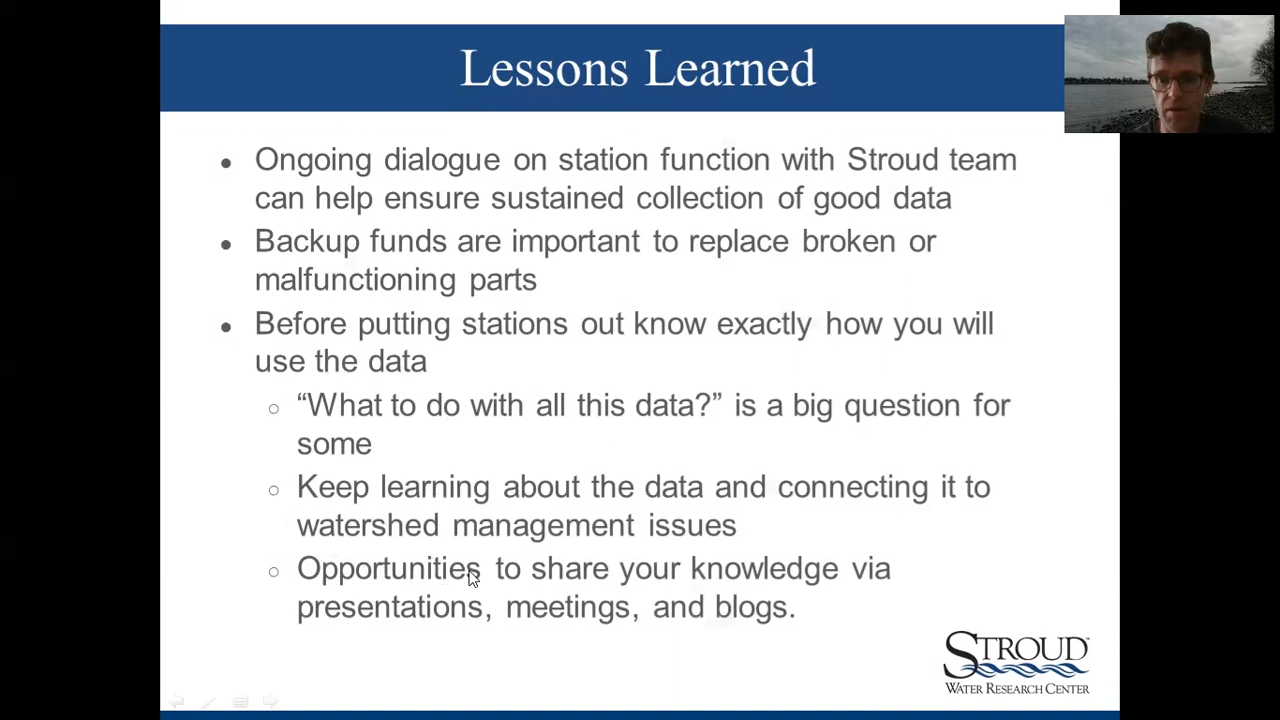 Lessons Learned
Ongoing dialogue on station function with Stroud team
can help ensure sustained collection of good data
Backup funds are important to replace broken or
malfunctioning parts
Before putting stations out know exactly how you will
use the data
“What to do with all this data?” is a big question for
some
Keep learning about the data and connecting it to
watershed management issues
Opportunities to share your knowledge via
presentations, meetings, and blogs.
STROUD™
WATER RESEARCH CENTER